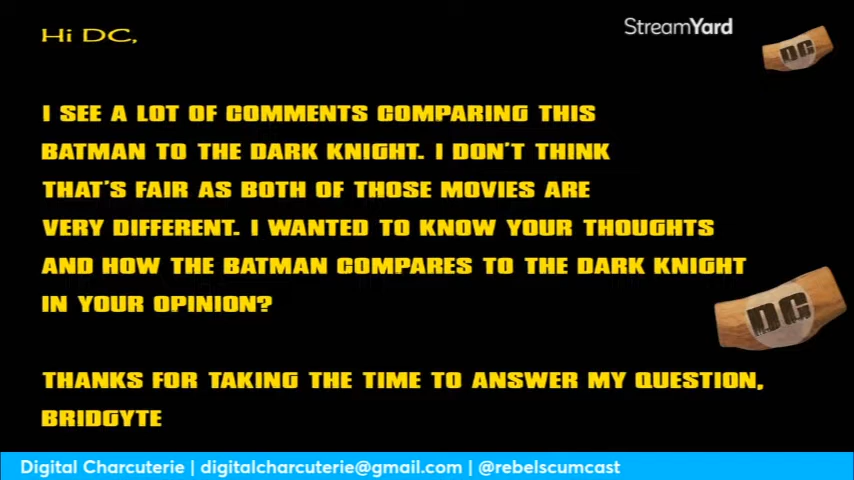 Hi DC,
StreamYard
DC
I SEE A LOT OF COMMENTS COMPARING THIS
BATMAN TO THE DARK KNIGHT. I DON'T THINK
THAT'S FAIR AS BOTH OF THOSE MOVIES ARE
VERY DIFFERENT. I WANTED TO KNOW YOUR THOUGHTS
AND HOW THE BATMAN COMPARES TO THE DARK KNIGHT
IN YOUR OPINION?
DC
THANKS FOR TAKING THE TIME TO ANSWER MY QUESTION,
BRIDGYTE
Digital Charcuterie | digitalcharcuterie@gmail.com | @rebelscumcast